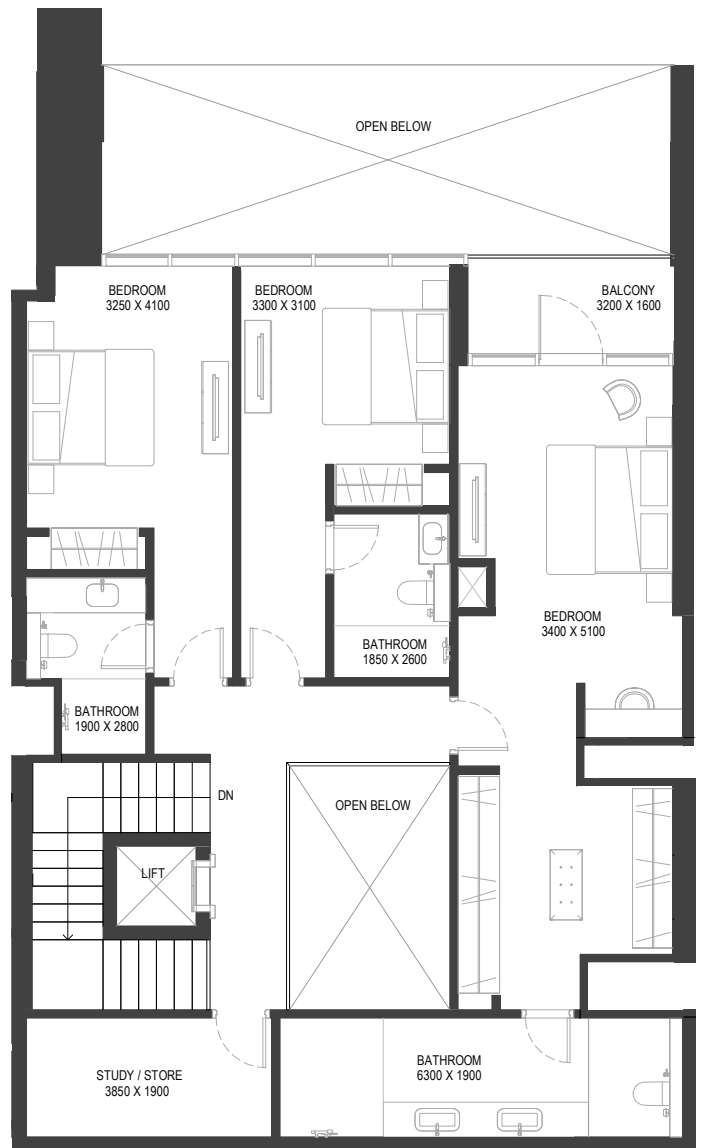 OPEN BELOW
BEDROOM
3250 X 4100
BEDROOM
3300 X 3100
BALCONY
3200 X 1600
BEDROOM
3400 X 5100
BATHROOM
1850 X 2600
BATHROOM
1900 X 2800
DN
OPEN BELOW
LIFT
STUDY / STORE
3850 X 1900
BATHROOM
6300 X 1900